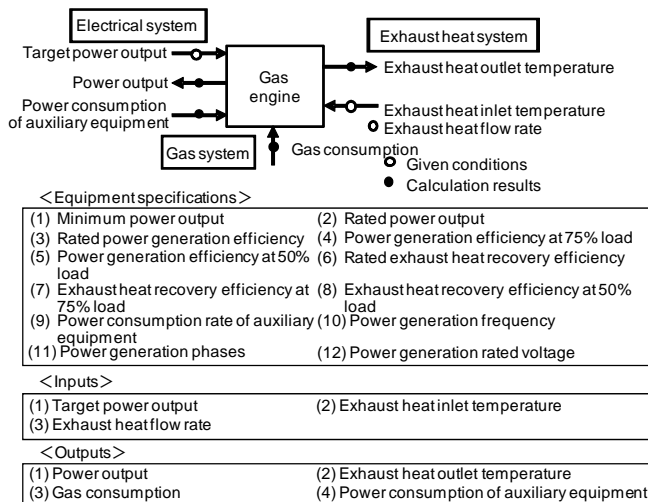 Electrical system
Exhaust heat system
Target power output
Power output
Power consumption
of auxiliary equipment
Gas
engine
Exhaust heat outlet temperature
Exhaust heat inlet temperature
Exhaust heat flow rate
Gas system
Gas consumption
Given conditions
Calculation results
<Equipment specifications>
(1) Minimum power output (2) Rated power output
(3) Rated power generation efficiency (4) Power generation efficiency at 75% load
(5) Power generation efficiency at 50% load (6) Rated exhaust heat recovery efficiency
(7) Exhaust heat recovery efficiency at 75% load (8) Exhaust heat recovery efficiency at 50% load
(9) Power consumption rate of auxiliary equipment (10) Power generation frequency
(11) Power generation phases (12) Power generation rated voltage
<Inputs>
(1) Target power output (2) Exhaust heat inlet temperature
(3) Exhaust heat flow rate
<Outputs>
(1) Power output (2) Exhaust heat outlet temperature
(3) Gas consumption (4) Power consumption of auxiliary equipment